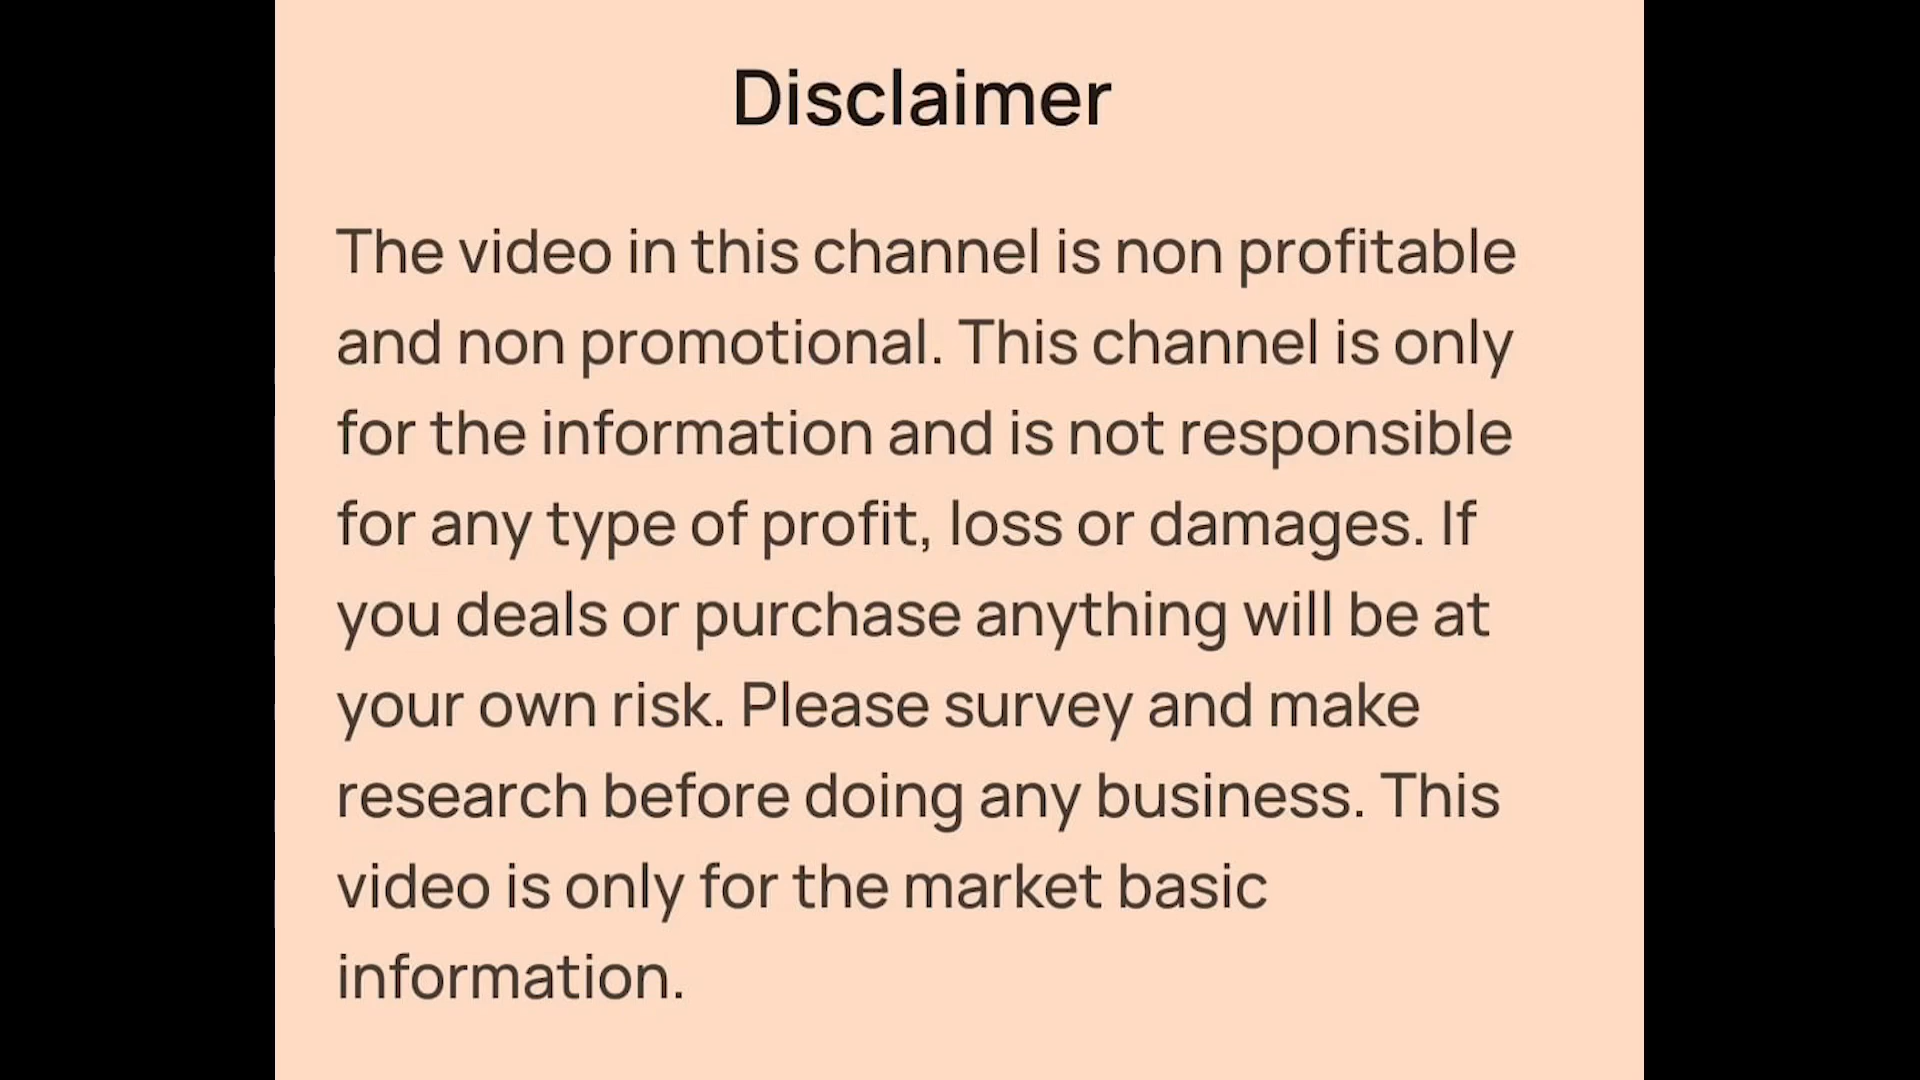 Disclaimer
The video in this channel is non profitable
and non promotional. This channel is only
for the information and is not responsible
for any type of profit, loss or damages. If
you deals or purchase anything will be at
your own risk. Please survey and make
research before doing any business. This
video is only for the market basic
information.